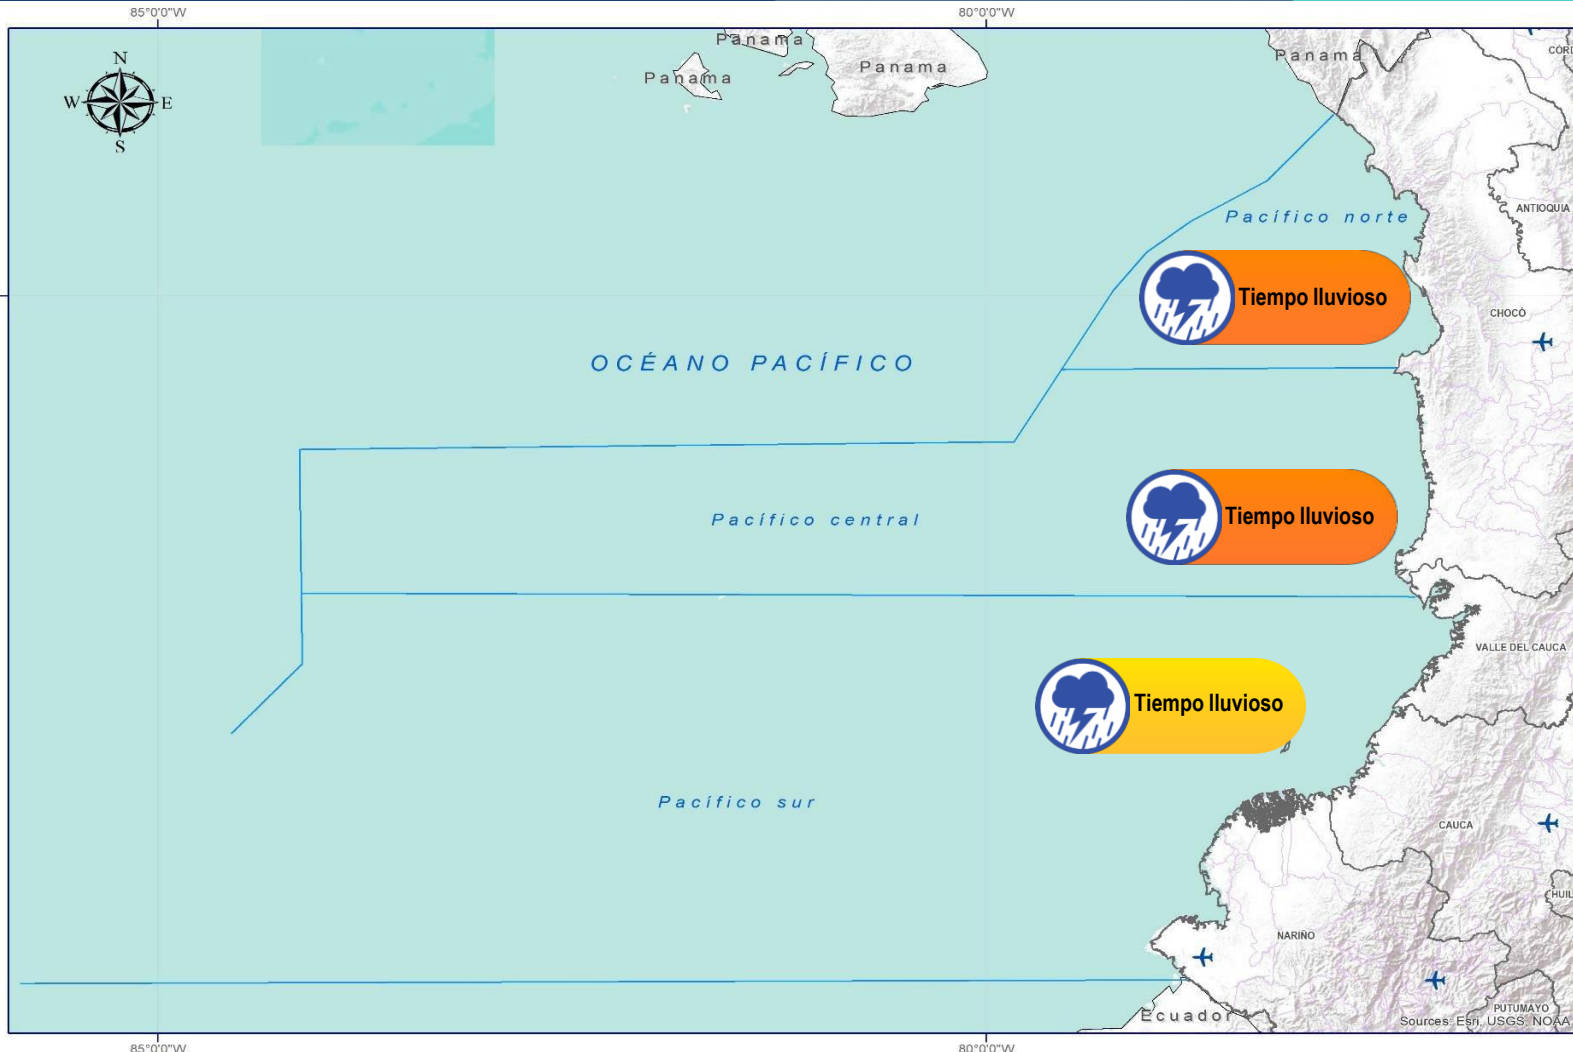 85°0'0"W
80°0'0"W
N
W
E
S
Panama
Panama
Panama
Panama
ANTIOQUIA
Pacífico norte
Tiempo lluvioso
CHOCÓ
OCÉANO PACÍFICO
Pacífico central
Tiempo lluvioso
VALLE DEL CAUCA
Tiempo lluvioso
Pacífico sur
CAUCA
NARIÑO
PUTUMAYO
Ecuador
Sources: Esri, USGS, NOAA
85°0'0"W
80°0'0"W